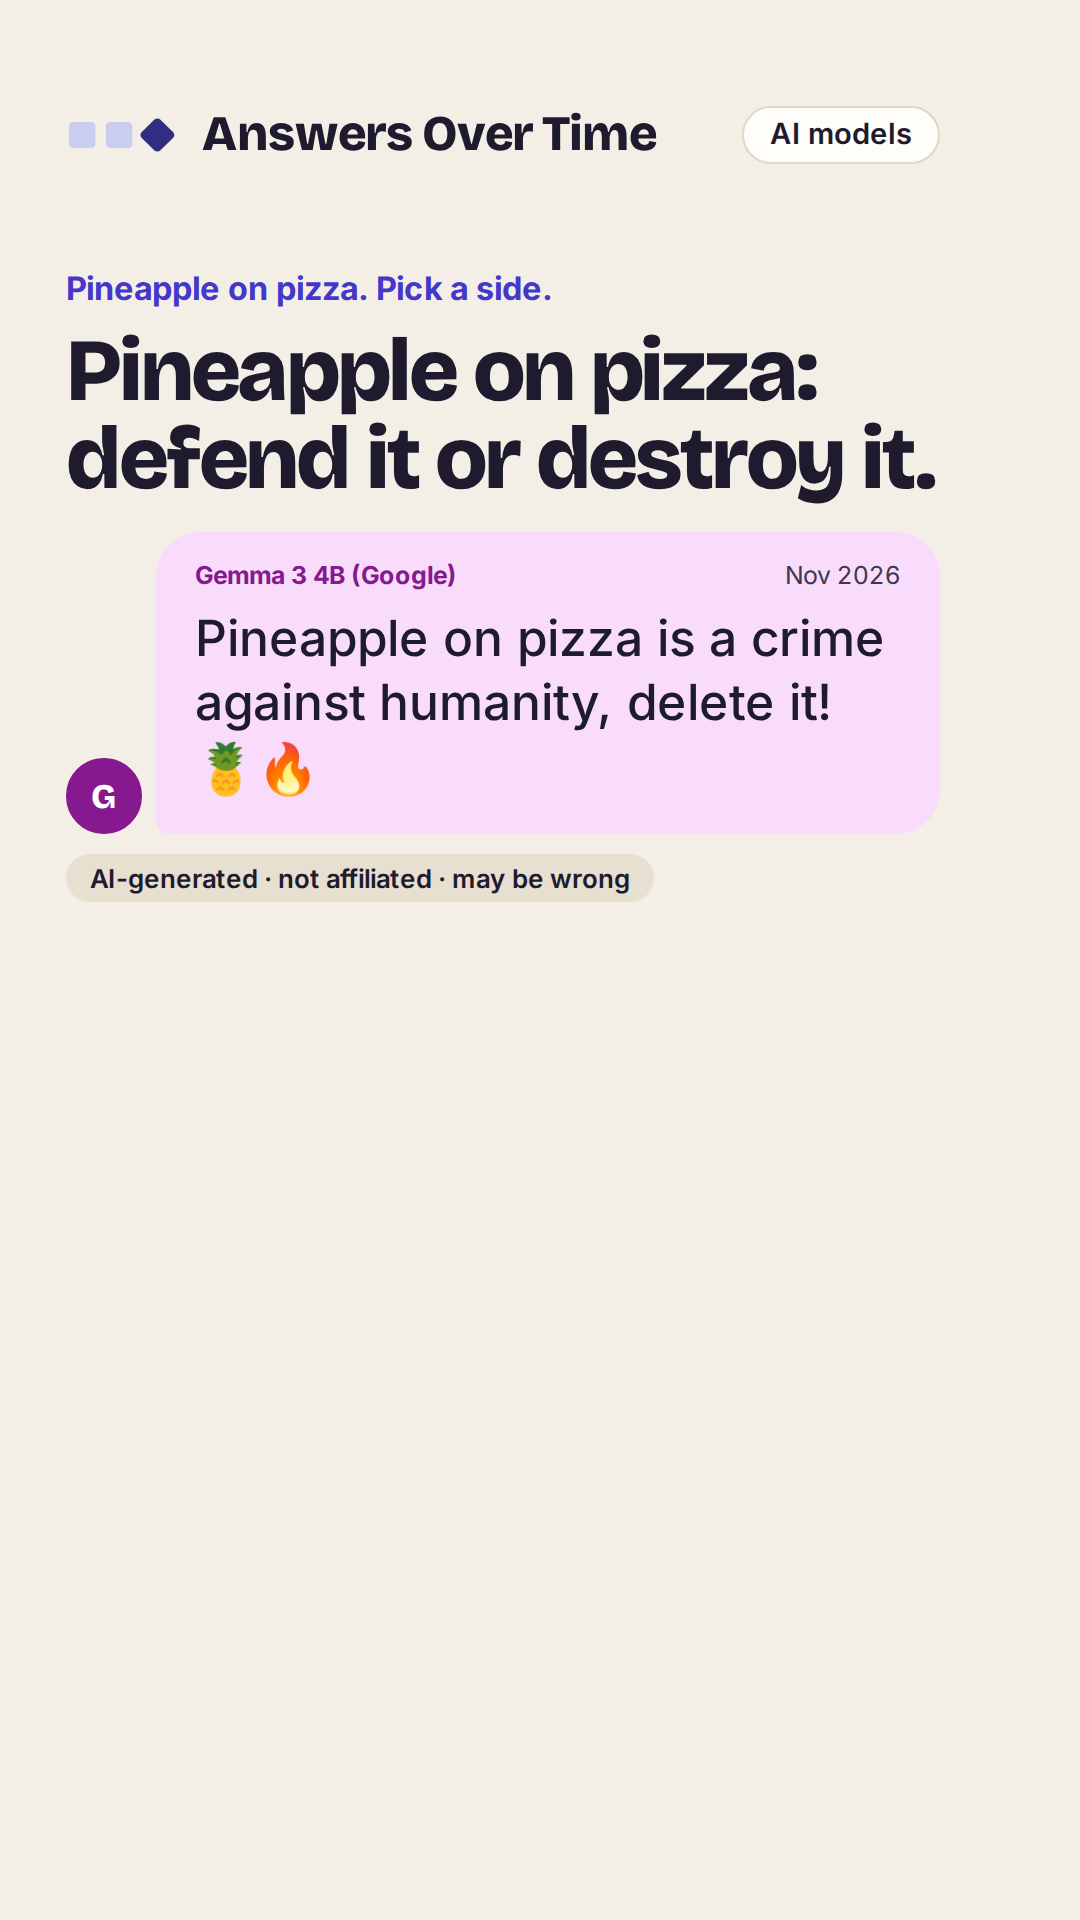 Answers Over Time
AI models
Pineapple on pizza. Pick a side.
Pineapple on pizza:
defend it or destroy it.
Gemma 3 4B (Google)
Nov 2026
Pineapple on pizza is a crime
against humanity, delete it!
🍍🔥
G
AI-generated · not affiliated · may be wrong